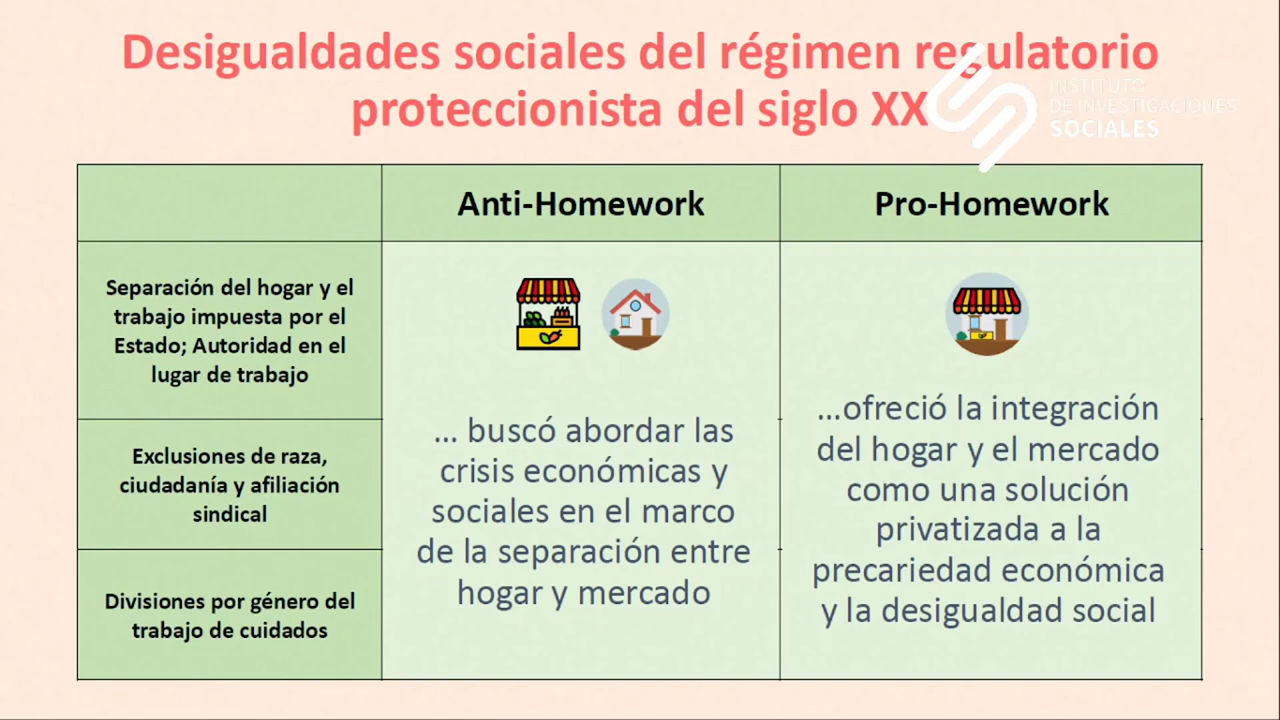 Desigualdades sociales del régimen regulatorio
proteccionista del siglo XX
INSTITUTO
DE INVESTIGACIONES
SOCIALES
Anti-Homework
Pro-Homework
Separación del hogar y el
trabajo impuesta por el
Estado; Autoridad en el
lugar de trabajo
Exclusiones de raza,
ciudadanía y afiliación
sindical
Divisiones por género del
trabajo de cuidados
... buscó abordar las
crisis económicas y
sociales en el marco
de la separación entre
hogar y mercado
...ofreció la integración
del hogar y el mercado
como una solución
privatizada a la
precariedad económica
y la desigualdad social